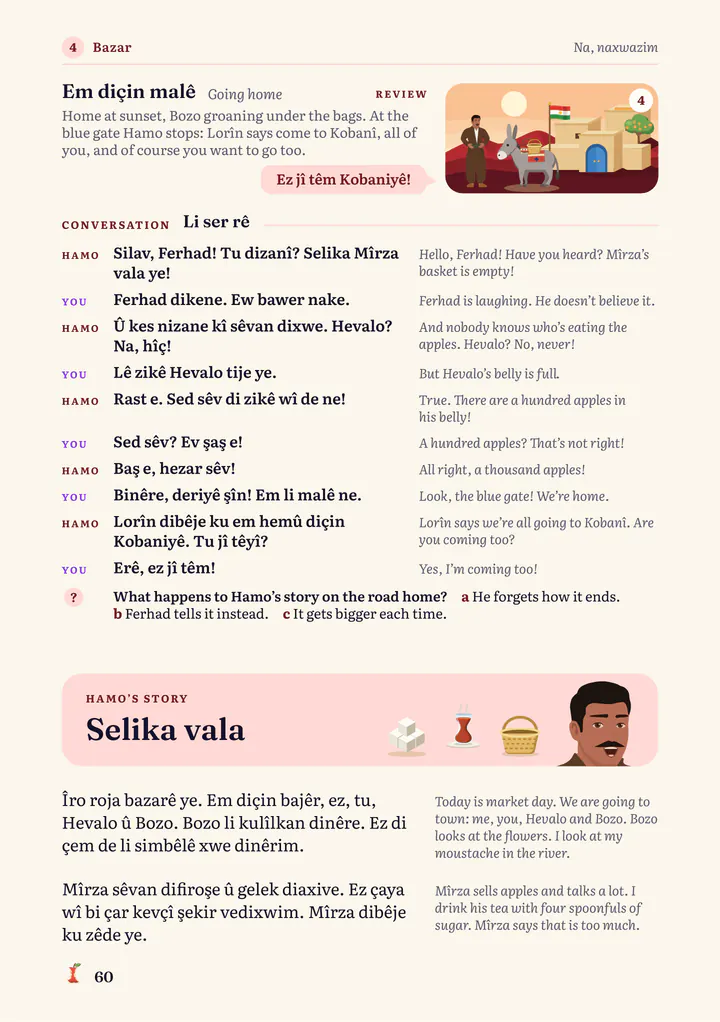 4 Bazar
Na, naxwazim
Em diçin malê Going home REVIEW
Home at sunset, Bozo groaning under the bags. At the
blue gate Hamo stops: Lorîn says come to Kobanî, all of
you, and of course you want to go too.
Ez jî têm Kobaniyê!
4
CONVERSATION Li ser rê
HAMO Silav, Ferhad! Tu dizanî? Selika Mîrza
vala ye!
Hello, Ferhad! Have you heard? Mîrza’s
basket is empty!
YOU Ferhad dikene. Ew bawer nake.
Ferhad is laughing. He doesn’t believe it.
HAMO Û kes nizane kî sêvan dixwe. Hevalo?
Na, hîç!
And nobody knows who’s eating the
apples. Hevalo? No, never!
YOU Lê zikê Hevalo tije ye.
But Hevalo’s belly is full.
HAMO Rast e. Sed sêv di zikê wî de ne!
True. There are a hundred apples in
his belly!
YOU Sed sêv? Ev şaş e!
A hundred apples? That’s not right!
HAMO Baş e, hezar sêv!
All right, a thousand apples!
YOU Binêre, deriyê şîn! Em li malê ne.
Look, the blue gate! We’re home.
HAMO Lorîn dibêje ku em hemû diçin
Kobaniyê. Tu jî têyî?
Lorîn says we’re all going to Kobanî. Are
you coming too?
YOU Erê, ez jî têm!
Yes, I’m coming too!
? What happens to Hamo’s story on the road home? a He forgets how it ends.
b Ferhad tells it instead. c It gets bigger each time.
HAMO’S STORY
Selika vala
Îro roja bazarê ye. Em diçin bajêr, ez, tu,
Hevalo û Bozo. Bozo li kulîlkan dinêre. Ez di
çem de li simbêlê xwe dinêrim.
Today is market day. We are going to
town: me, you, Hevalo and Bozo. Bozo
looks at the flowers. I look at my
moustache in the river.
Mîrza sêvan difiroşe û gelek diaxive. Ez çaya
wî bi çar kevçî şekir vedixwim. Mîrza dibêje
ku zêde ye.
Mîrza sells apples and talks a lot. I
drink his tea with four spoonfuls of
sugar. Mîrza says that is too much.
60